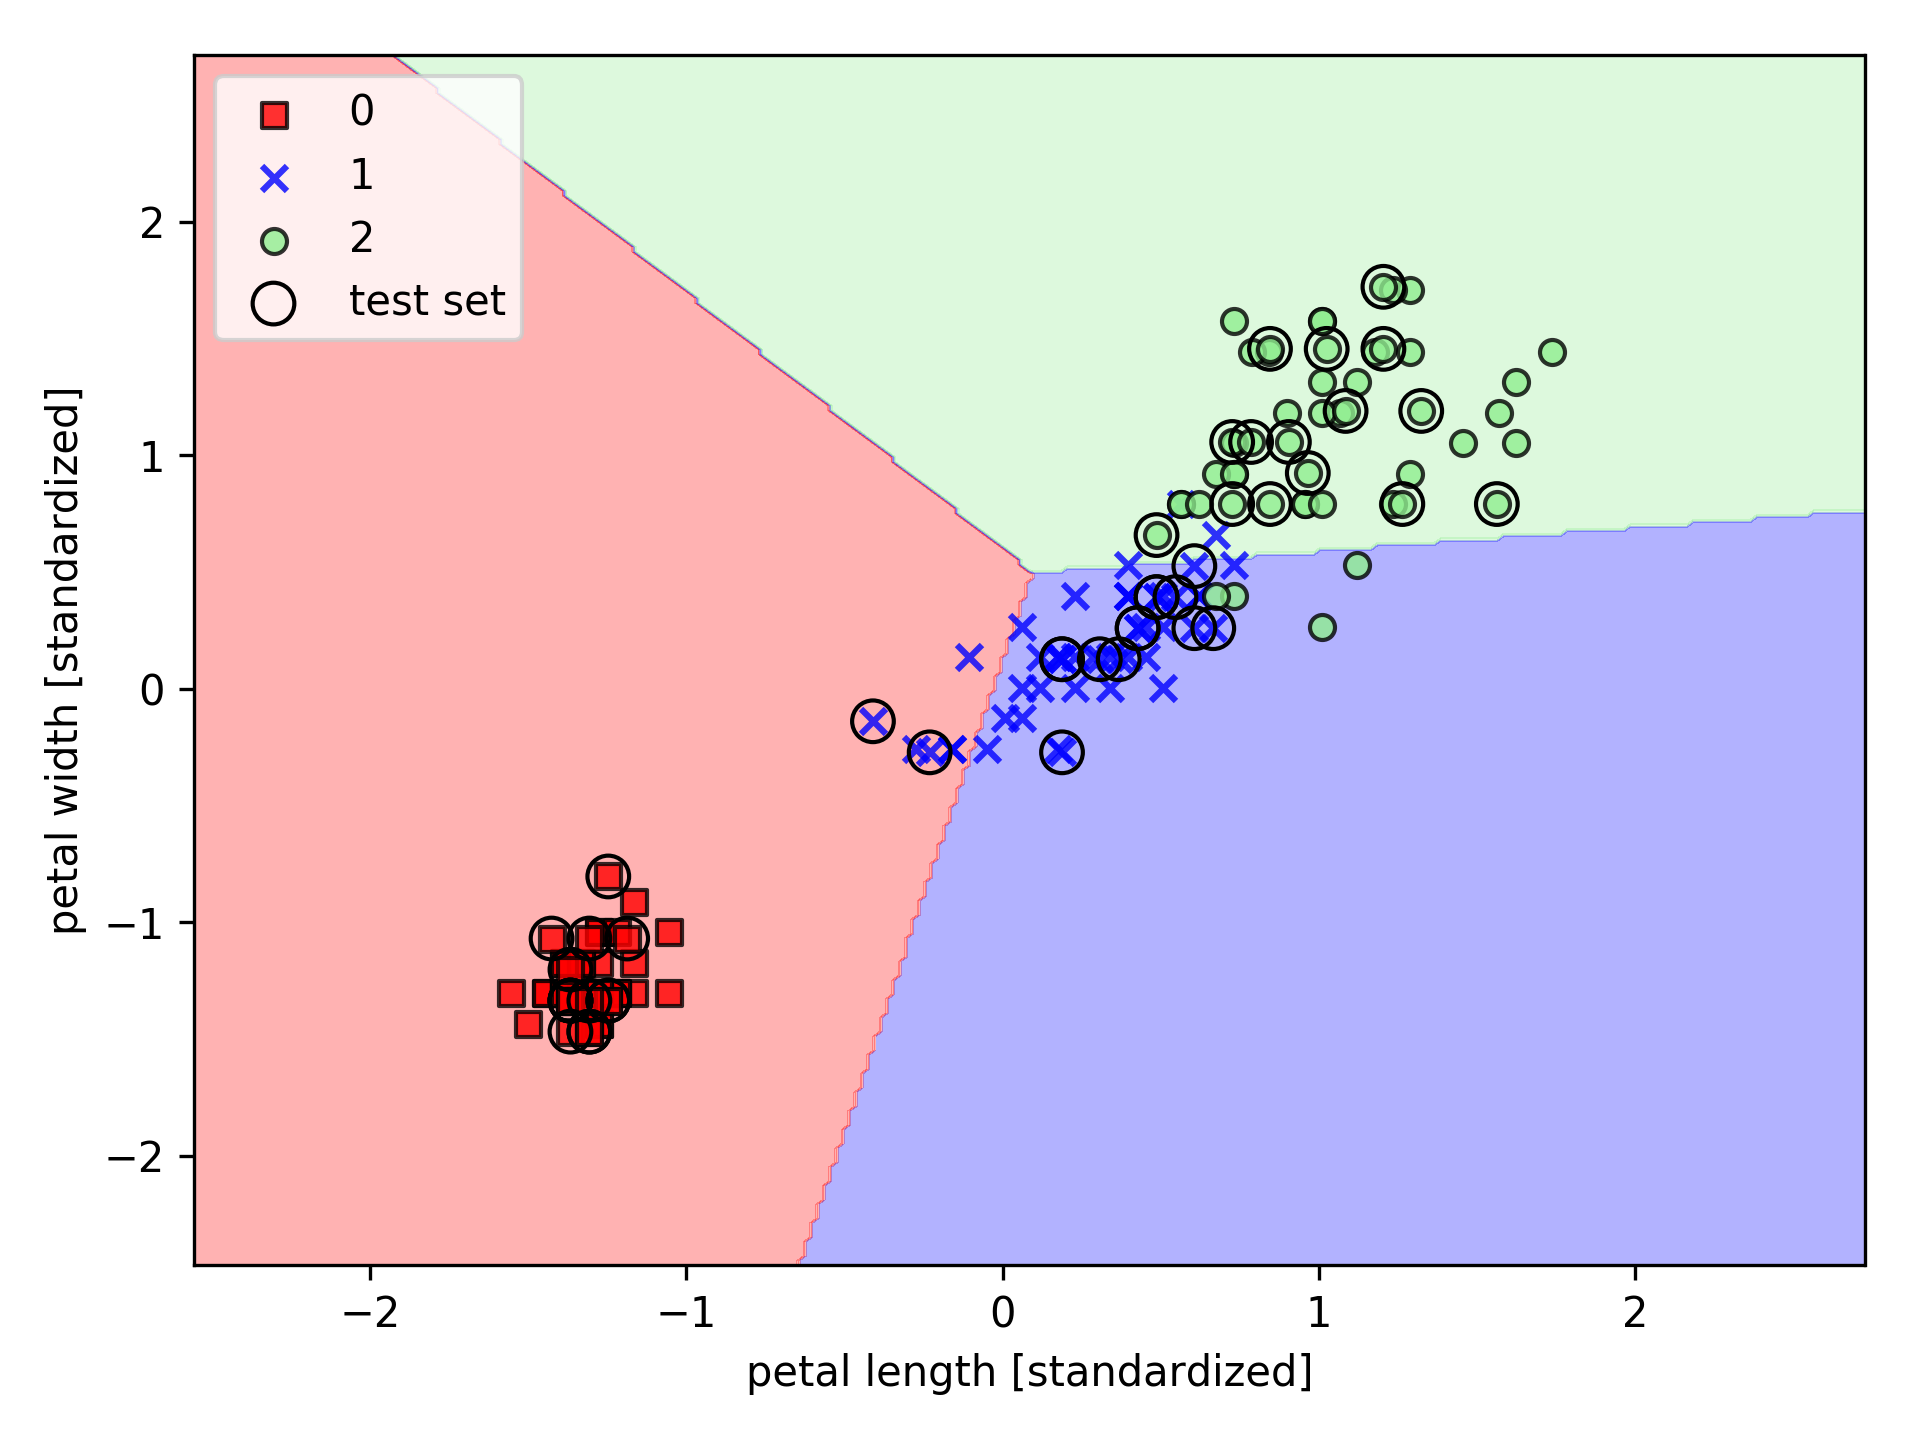 0
1
2
test set
2
1
0
−1
−2
petal width [standardized]
−2 −1 0 1 2
petal length [standardized]